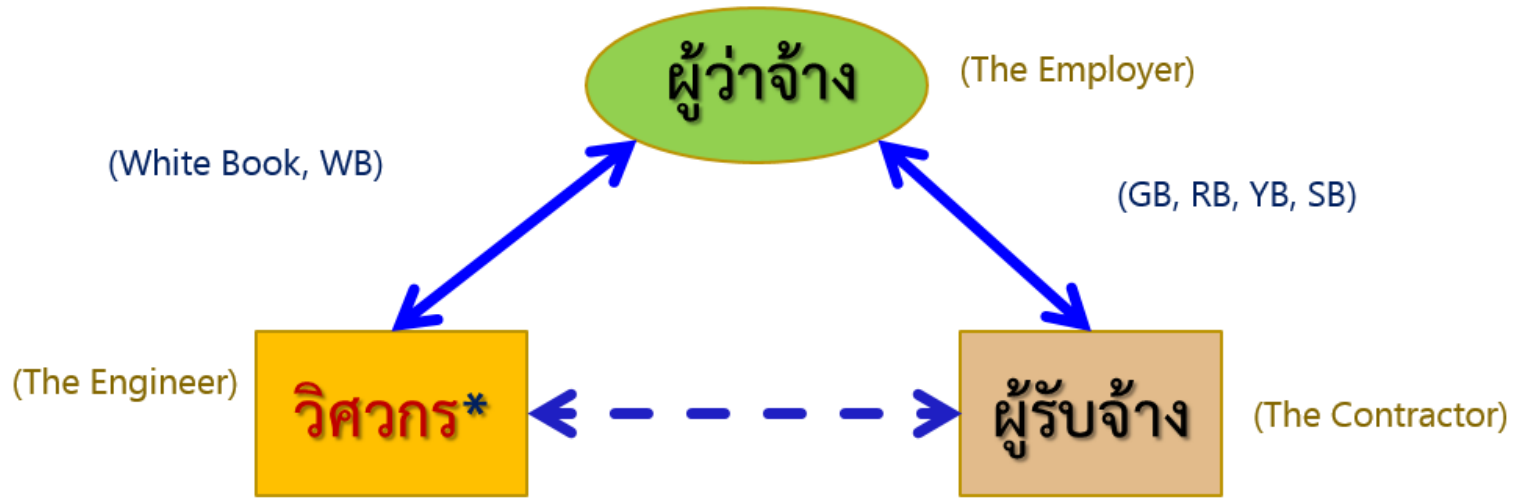 ผู้ว่าจ้าง
(The Employer)
(White Book, WB)
(GB, RB, YB, SB)
(The Engineer)
วิศวกร*
ผู้รับจ้าง
(The Contractor)